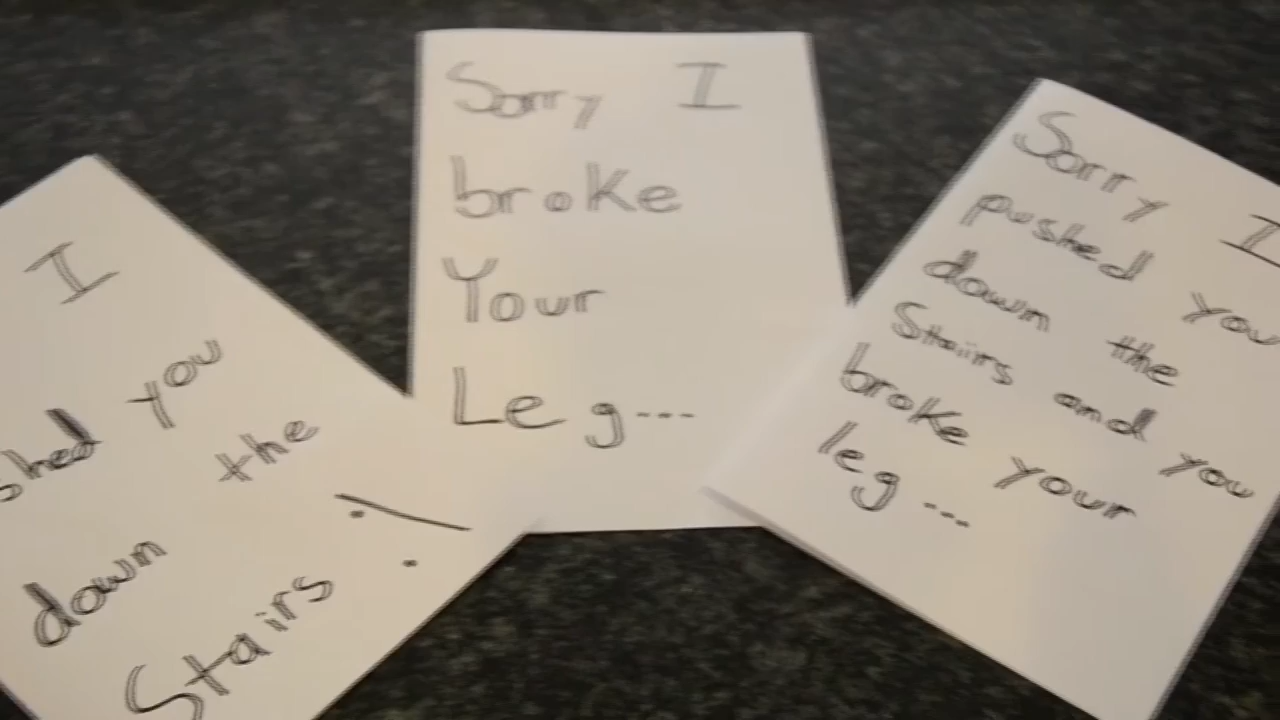 I
shed you
down the
Stairs :\
Sorry I
broke
Your
Leg...
Sorry I
pushed you
down the
Stairs and you
broke your
leg...